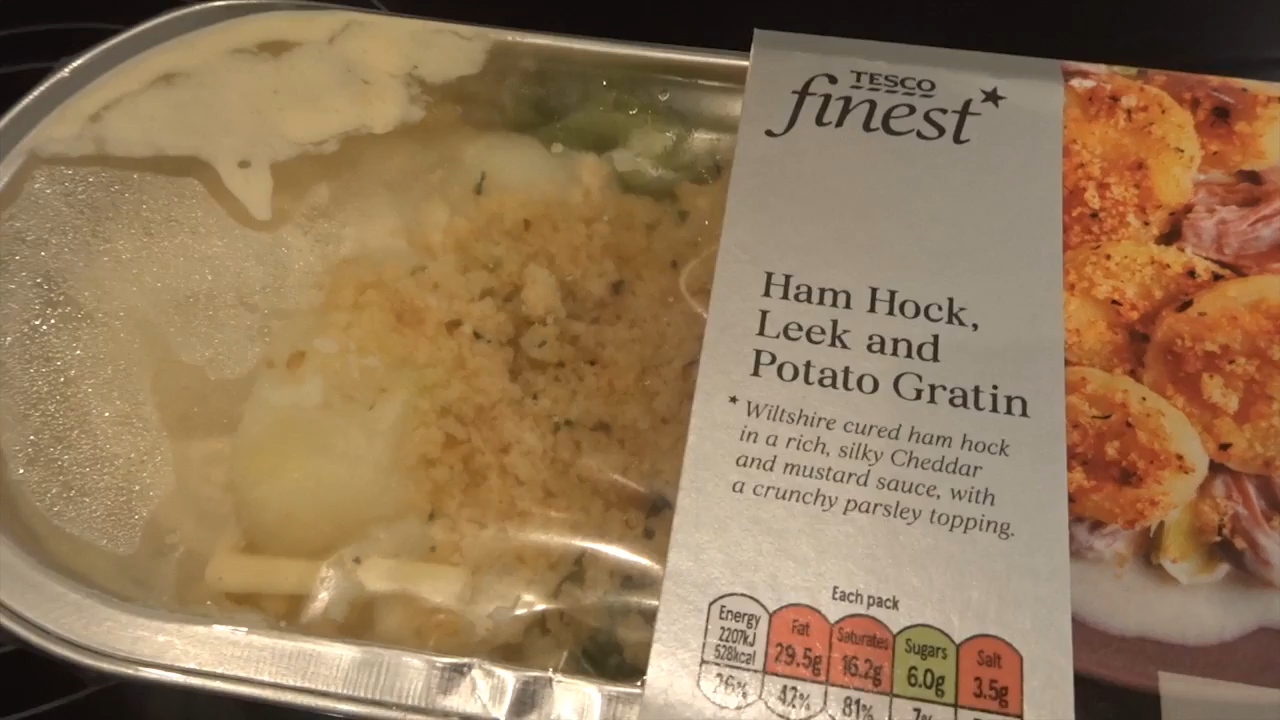 TESCO
finest*
Ham Hock,
Leek and
Potato Gratin
* Wiltshire cured ham hock
in a rich, silky Cheddar
and mustard sauce, with
a crunchy parsley topping.
Each pack
Energy Fat Saturates Sugars Salt
2207kJ
528kcal 29.5g 16.2g 6.0g 3.5g
26% 42% 81% 7%